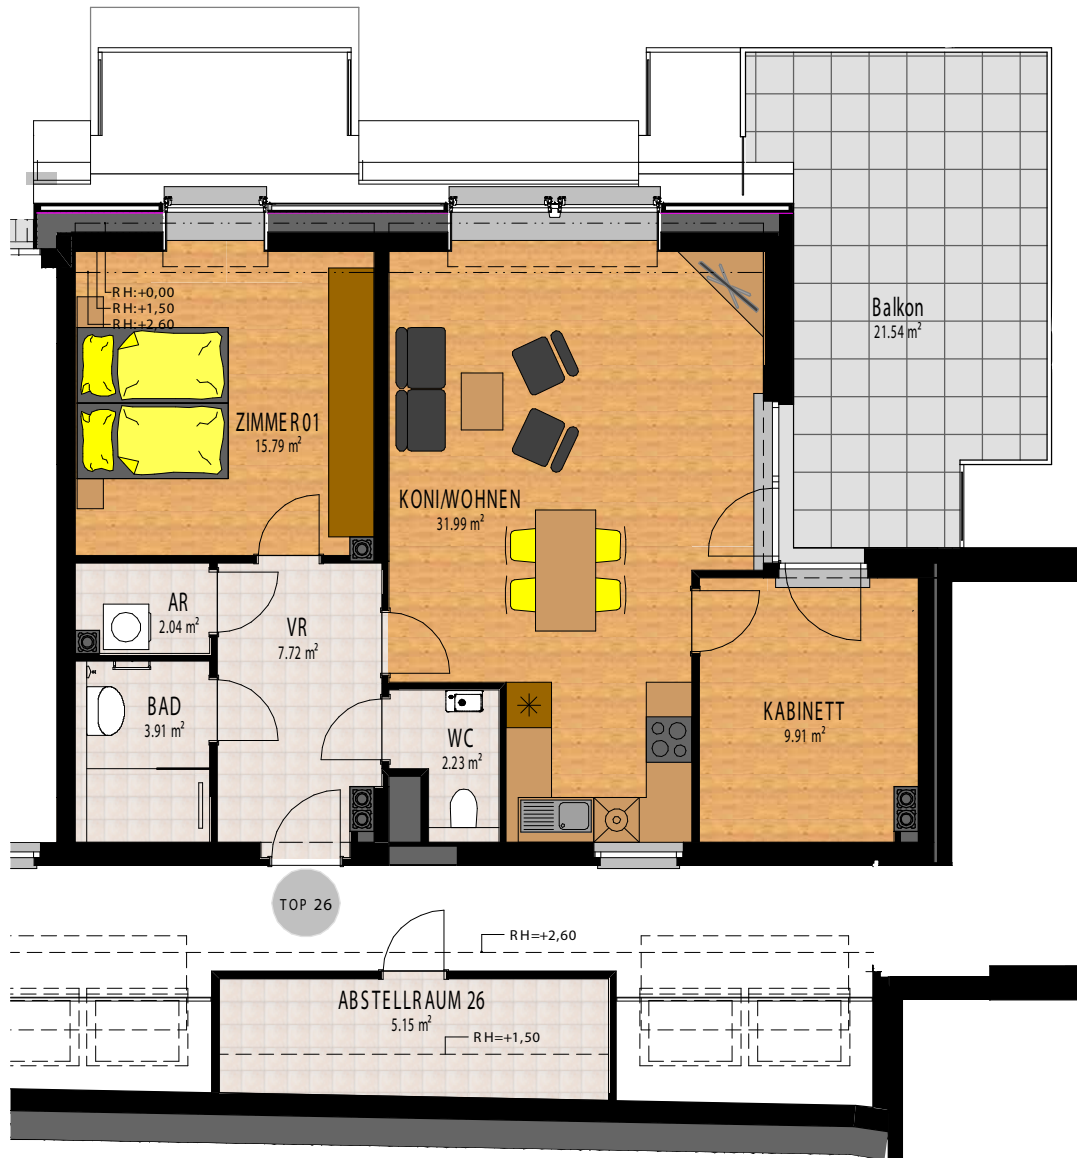 RH:+0,00
RH:+1,50
RH:+2,60
Balkon
21.54 m²
ZIMMER 01
15.79 m²
KONI/WOHNEN
31.99 m²
AR
2.04 m²
VR
7.72 m²
BAD
3.91 m²
WC
2.23 m²
KABINETT
9.91 m²
TOP 26
RH=+2,60
ABSTELLRAUM 26
5.15 m²
RH=+1,50